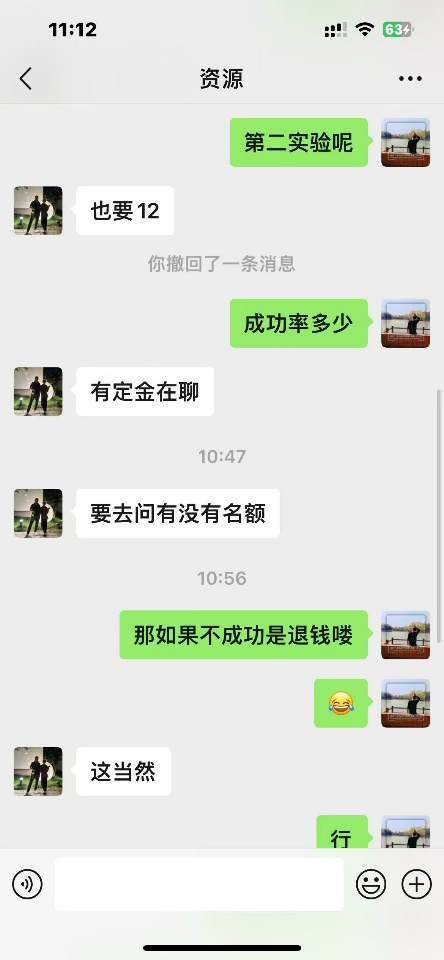 11:12
63
资源
第二实验呢
也要12
你撤回了一条消息
成功率多少
有定金在聊
10:47
要去问有没有名额
10:56
那如果不成功是退钱喽
😂
这当然
行